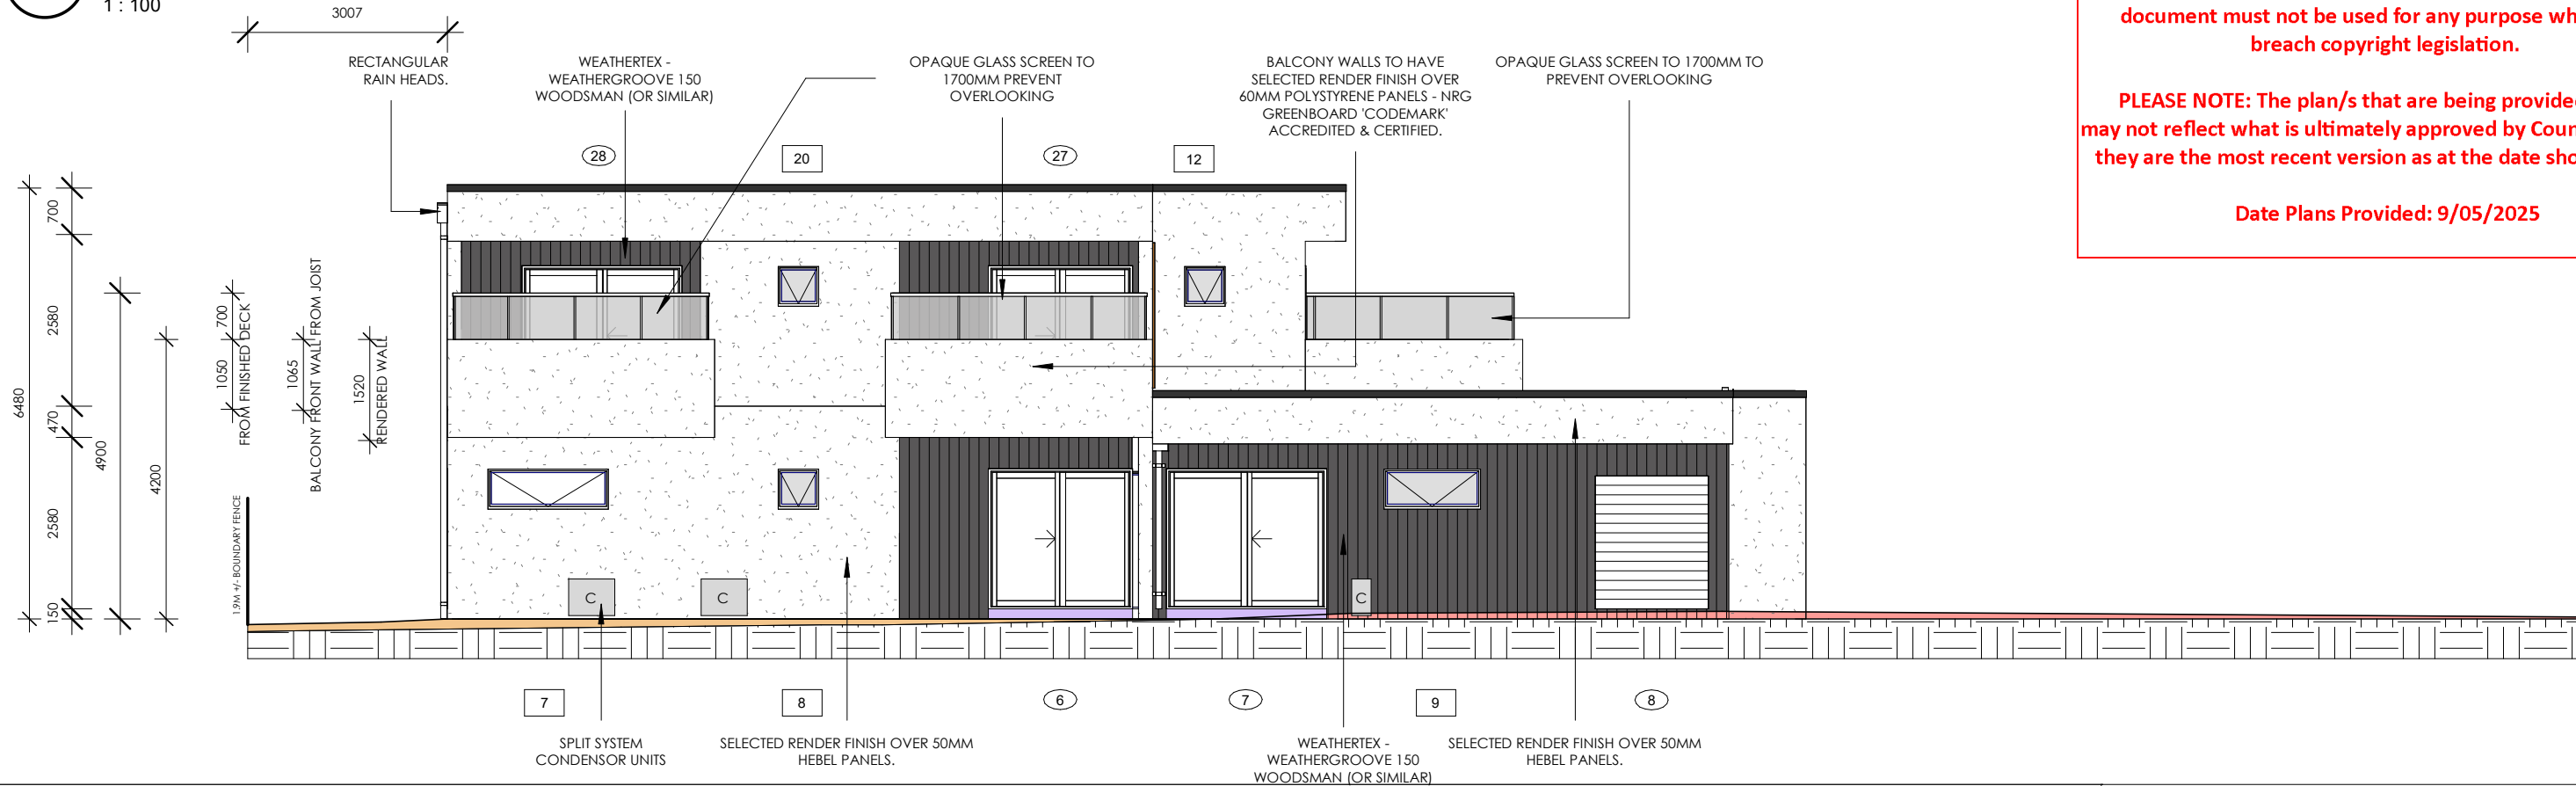 1 : 100
3007
document must not be used for any purpose wh
breach copyright legislation.
PLEASE NOTE: The plan/s that are being provide
may not reflect what is ultimately approved by Coun
they are the most recent version as at the date sho
Date Plans Provided: 9/05/2025
RECTANGULAR
RAIN HEADS.
WEATHERTEX -
WEATHERGROOVE 150
WOODSMAN (OR SIMILAR)
OPAQUE GLASS SCREEN TO
1700MM PREVENT
OVERLOOKING
BALCONY WALLS TO HAVE
SELECTED RENDER FINISH OVER
60MM POLYSTYRENE PANELS - NRG
GREENBOARD 'CODEMARK'
ACCREDITED & CERTIFIED.
OPAQUE GLASS SCREEN TO 1700MM TO
PREVENT OVERLOOKING
28
20
27
12
6480
700
2580
470
2580
150
4900
4200
700
1050
FROM FINISHED DECK
1065
BALCONY FRONT WALL FROM JOIST
1520
RENDERED WALL
1.9M +/- BOUNDARY FENCE
C
C
C
7
8
6
7
9
8
SPLIT SYSTEM
CONDENSOR UNITS
SELECTED RENDER FINISH OVER 50MM
HEBEL PANELS.
WEATHERTEX -
WEATHERGROOVE 150
WOODSMAN (OR SIMILAR)
SELECTED RENDER FINISH OVER 50MM
HEBEL PANELS.